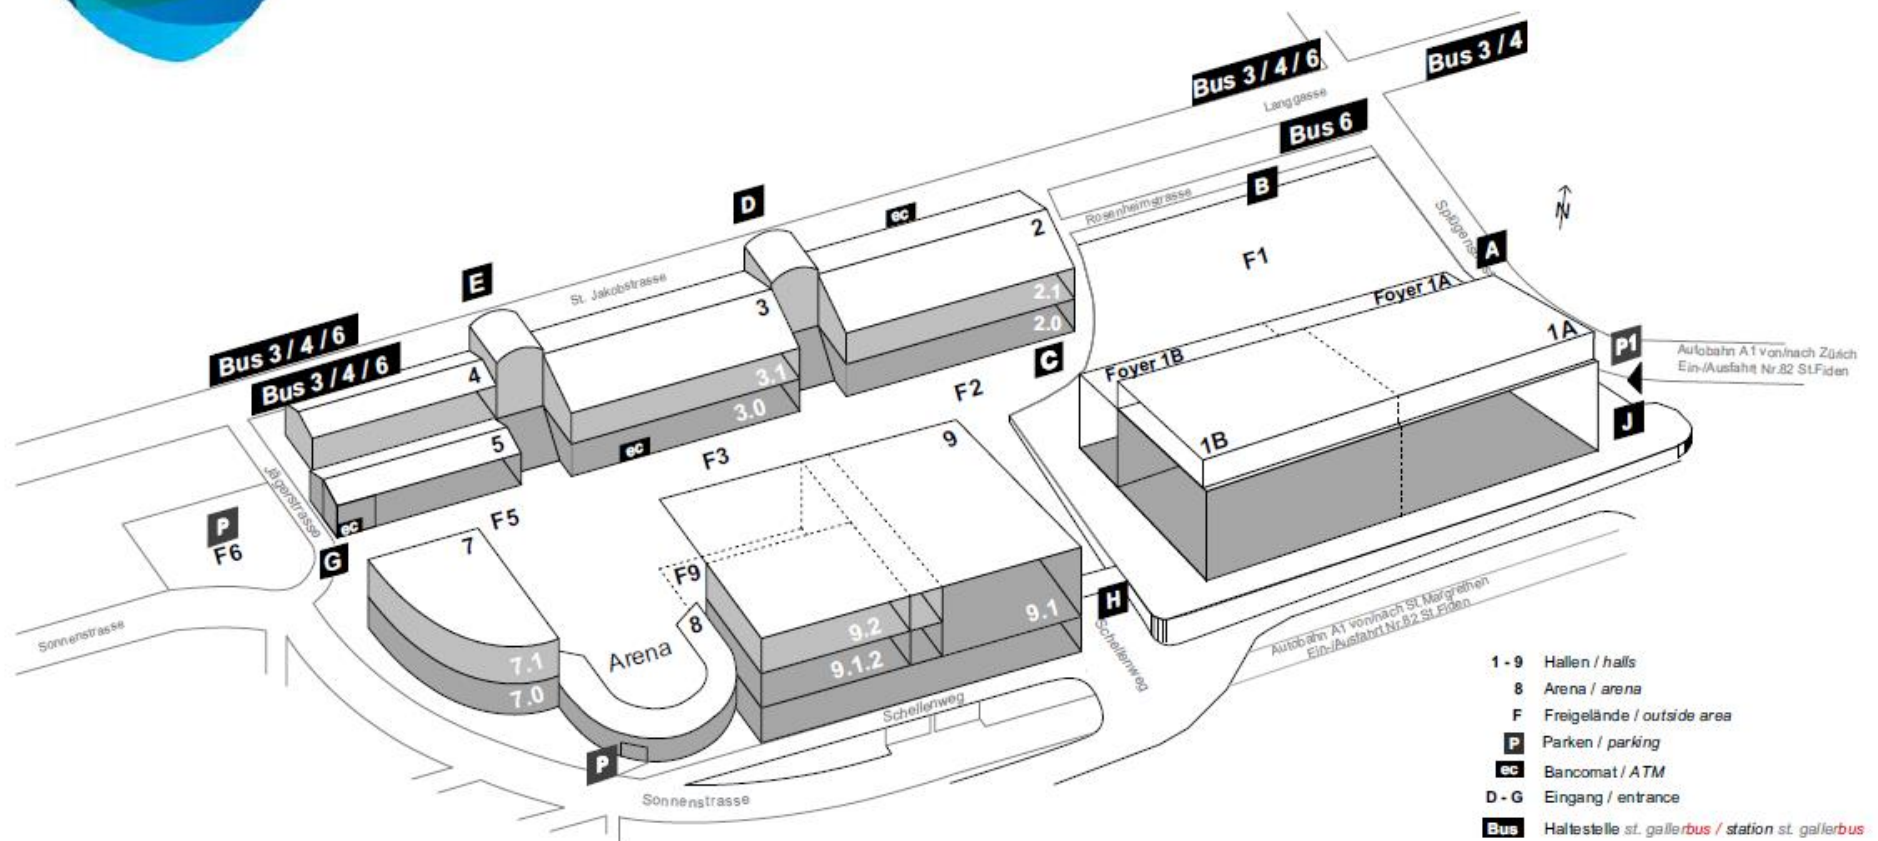 Bus 3 / 4 / 6
Bus 3 / 4
Langgasse
Bus 6
D
ec
B
Rosenheimstrasse
N
2
E
St. Jakobstrasse
F1
A
Foyer 1A
3
2.1
2.0
1A
P1
Autobahn A1 von/nach Zürich
Ein-/Ausfahrt Nr.82 St.Fiden
Bus 3 / 4 / 6
Bus 3 / 4 / 6
4
3.1
3.0
C
F2
Foyer 1B
J
5
ec
F3
9
1B
Jägerstrasse
P
F6
ec
F5
G
7
F9
8
9.2
9.1
H
Autobahn A1 von/nach St.Margrethen
Ein-/Ausfahrt Nr.82 St.Fiden
Sonnenstrasse
Arena
7.1
7.0
9.1.2
Schellenweg
Schellenweg
P
Sonnenstrasse
1 - 9 Hallen / halls
8 Arena / arena
F Freigelände / outside area
P Parken / parking
ec Bancomat / ATM
D - G Eingang / entrance
Bus Haltestelle st. gallerbus / station st. gallerbus